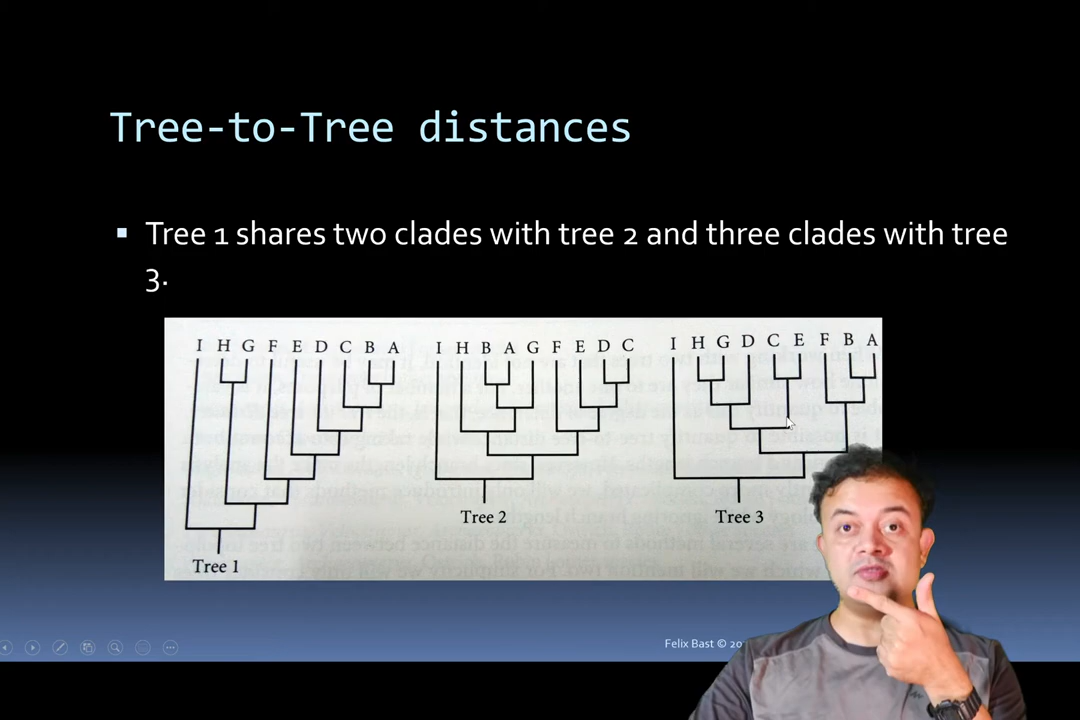 Tree-to-Tree distances
Tree 1 shares two clades with tree 2 and three clades with tree
3.
I H G F E D C B A
I H B A G F E D C
I H G D C E F B A
Tree 2
Tree 3
Tree 1
Felix Bast ©